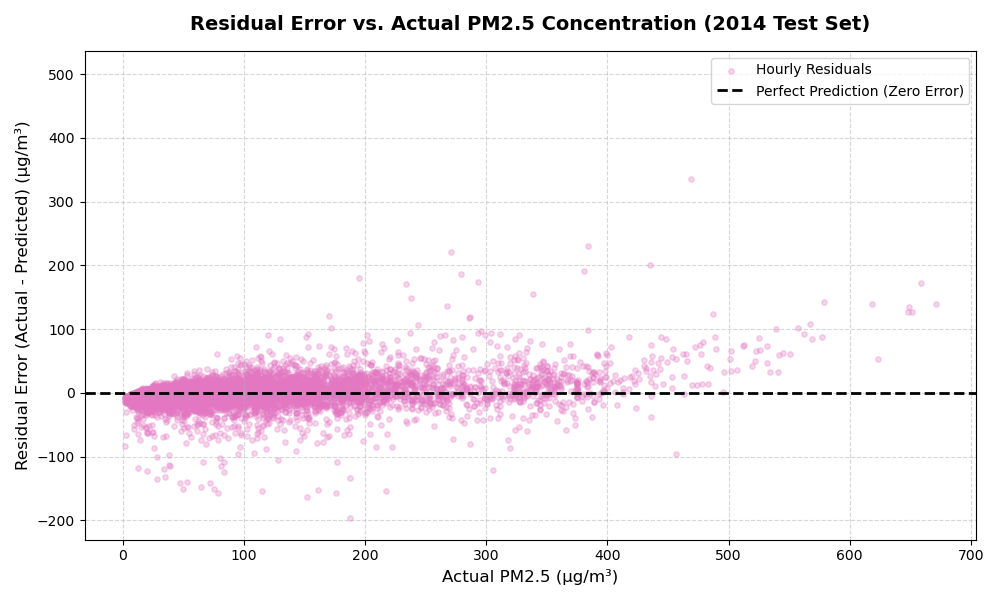 Residual Error vs. Actual PM2.5 Concentration (2014 Test Set)
Residual Error (Actual - Predicted) (µg/m³)
500
400
300
200
100
0
−100
−200
Hourly Residuals
Perfect Prediction (Zero Error)
0 100 200 300 400 500 600 700
Actual PM2.5 (µg/m³)